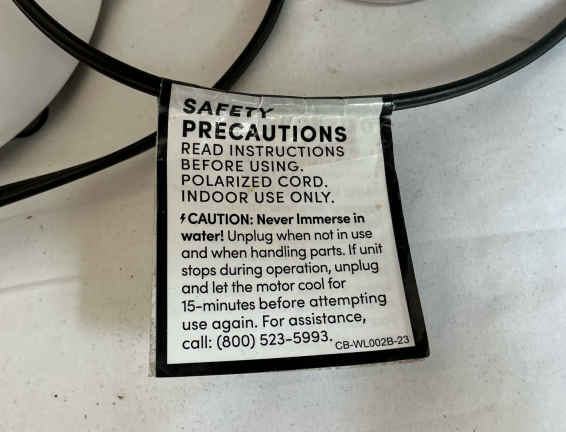 SAFETY
PRECAUTIONS
READ INSTRUCTIONS
BEFORE USING.
POLARIZED CORD.
INDOOR USE ONLY.
CAUTION: Never Immerse in
water! Unplug when not in use
and when handling parts. If unit
stops during operation, unplug
and let the motor cool for
15-minutes before attempting
use again. For assistance,
call: (800) 523-5993. CB-WL002B-23